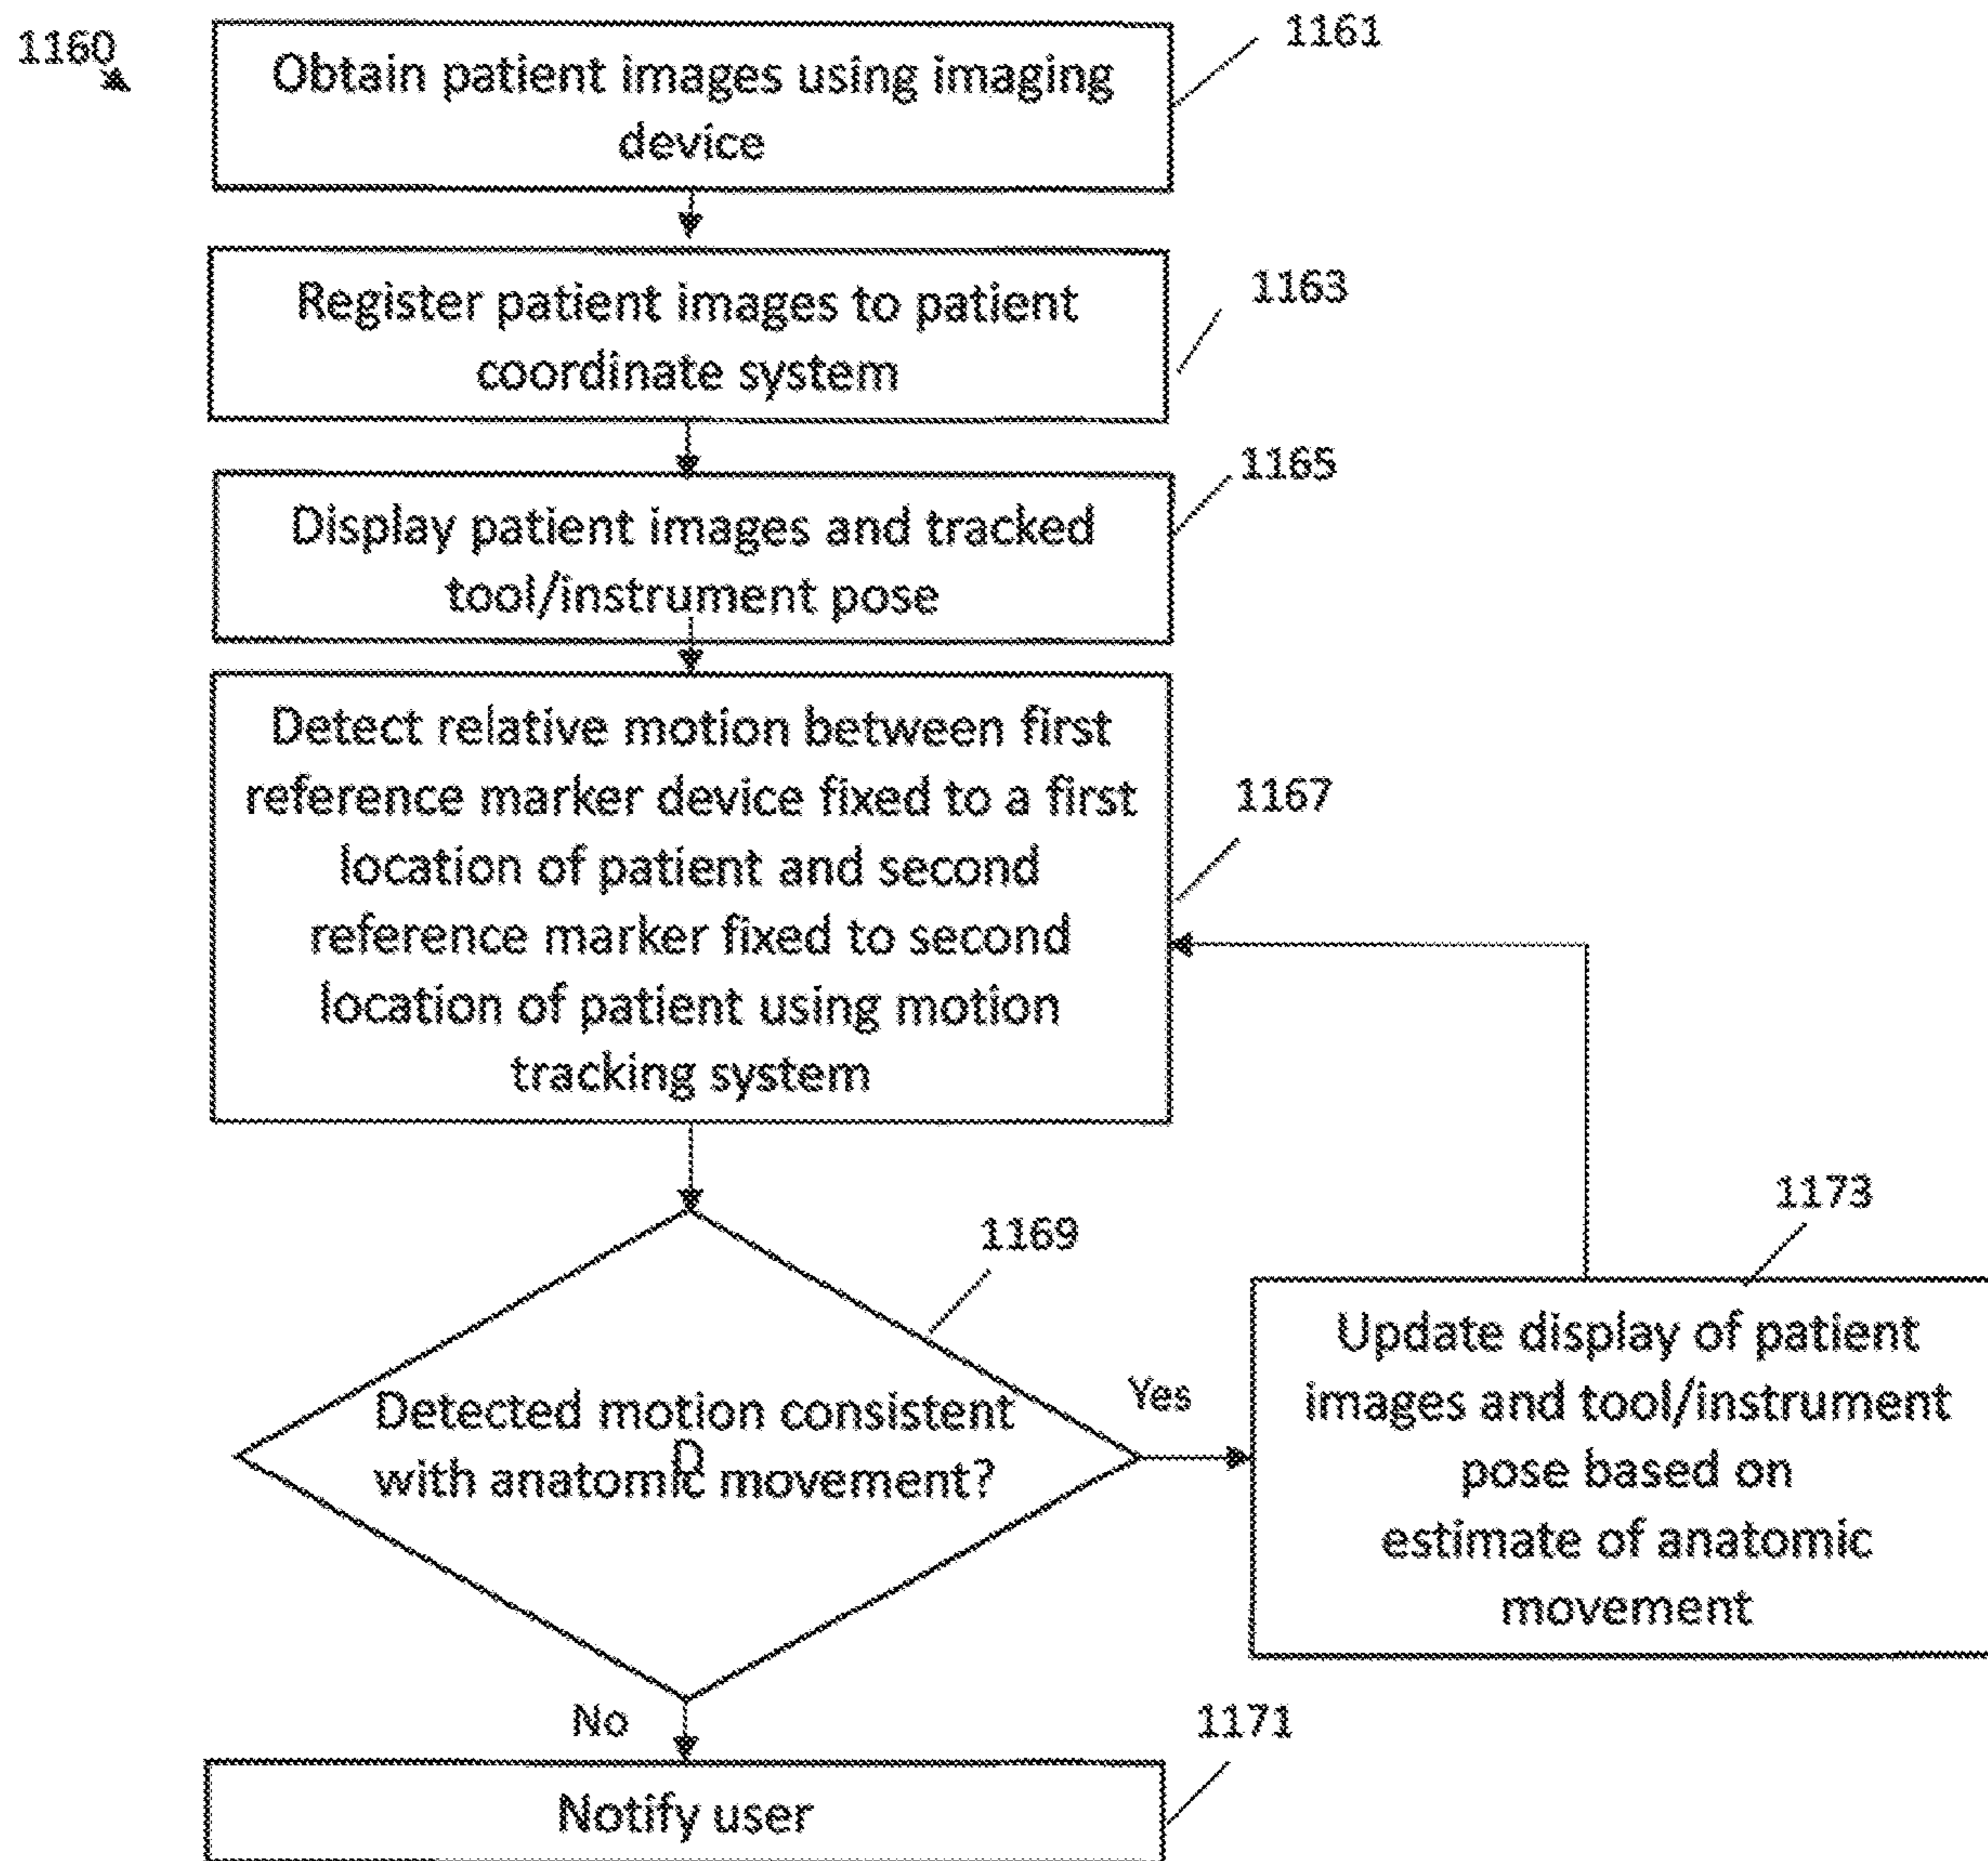 1160
1161
Obtain patient images using imaging
device
1163
Register patient images to patient
coordinate system
1165
Display patient images and tracked
tool/instrument pose
1167
Detect relative motion between first
reference marker device fixed to a first
location of patient and second
reference marker fixed to second
location of patient using motion
tracking system
1169
Detected motion consistent
D
with anatomic movement?
Yes
1173
Update display of patient
images and tool/instrument
pose based on
estimate of anatomic
movement
No
1171
Notify user